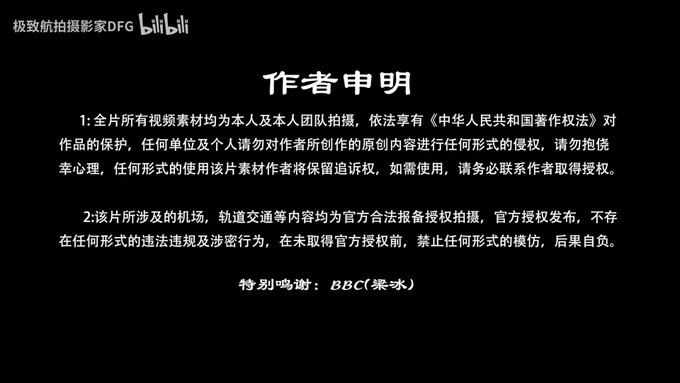 极致航拍摄影家DFG bilibili
作者申明
1: 全片所有视频素材均为本人及本人团队拍摄，依法享有《中华人民共和国著作权法》对
作品的保护，任何单位及个人请勿对作者所创作的原创内容进行任何形式的侵权，请勿抱侥
幸心理，任何形式的使用该片素材作者将保留追诉权，如需使用，请务必联系作者取得授权。
2:该片所涉及的机场，轨道交通等内容均为官方合法报备授权拍摄，官方授权发布，不存
在任何形式的违法违规及涉密行为，在未取得官方授权前，禁止任何形式的模仿，后果自负。
特别鸣谢：BBC(梁冰)